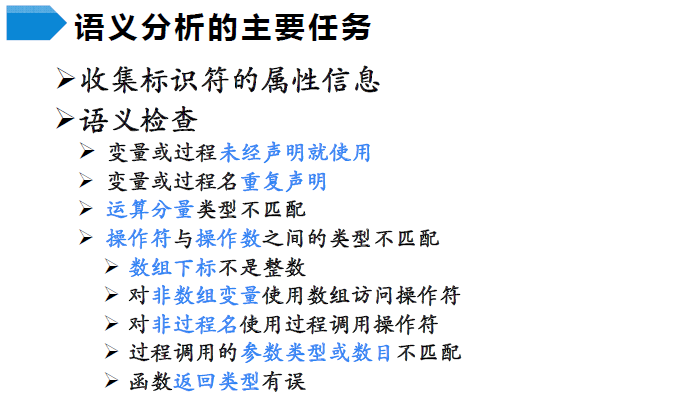 语义分析的主要任务
➢收集标识符的属性信息
➢语义检查
➢ 变量或过程未经声明就使用
➢ 变量或过程名重复声明
➢ 运算分量类型不匹配
➢ 操作符与操作数之间的类型不匹配
➢ 数组下标不是整数
➢ 对非数组变量使用数组访问操作符
➢ 对非过程名使用过程调用操作符
➢ 过程调用的参数类型或数目不匹配
➢ 函数返回类型有误